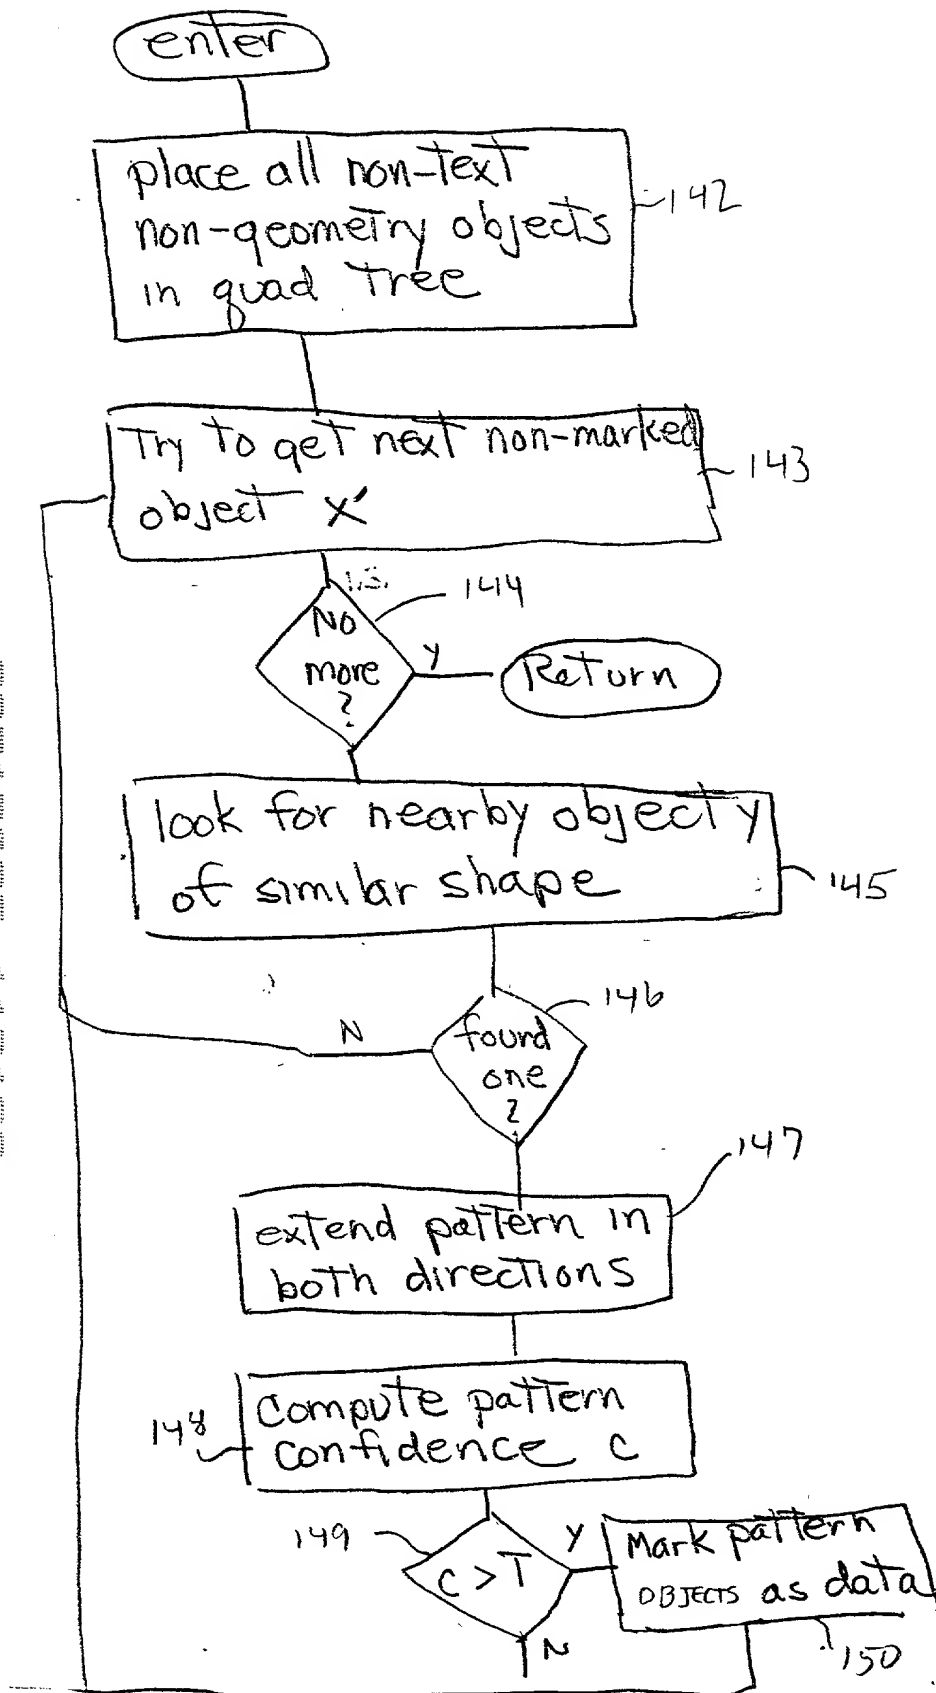 enter
place all non-text
non-geometry objects
in quad tree
142
Try to get next non-marked
object x'
143
144
No
more
?
Y
Return
look for nearby object y
of similar shape
145
146
N
found
one
?
147
extend pattern in
both directions
Compute pattern
confidence c
148
149
c > T
Y
Mark pattern
OBJECTS as data
N
150